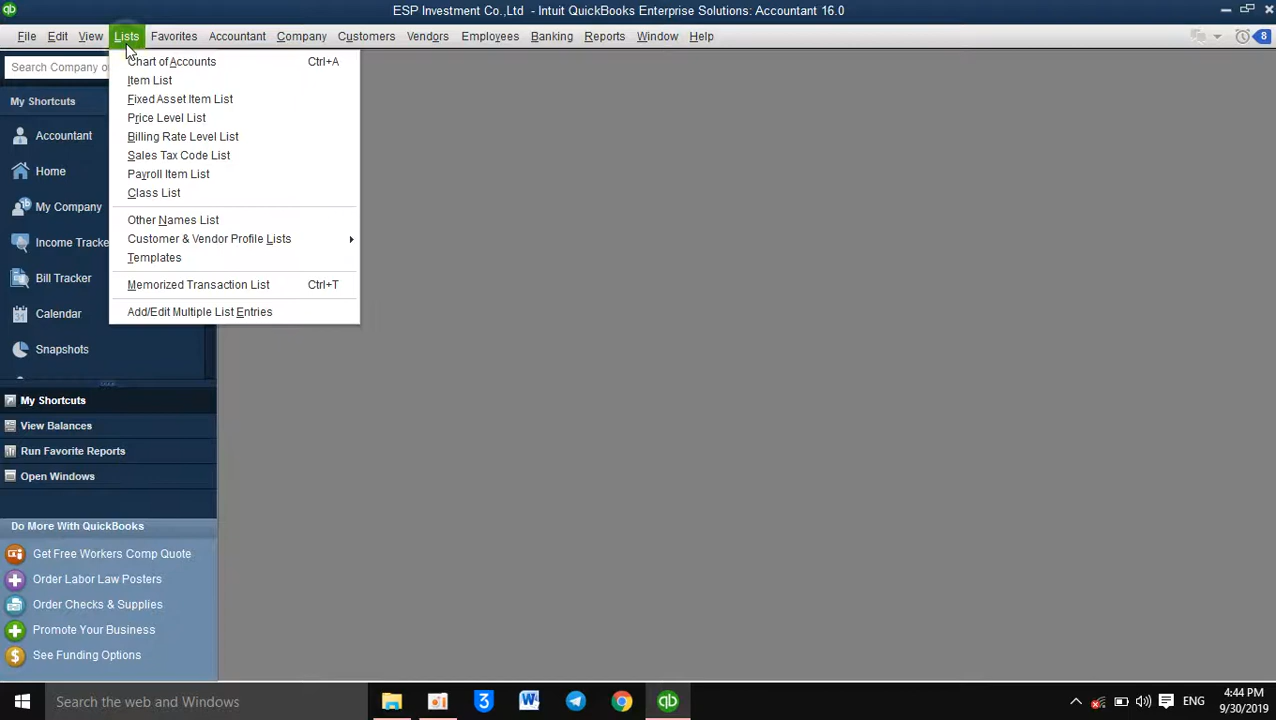 ESP Investment Co.,Ltd - Intuit QuickBooks Enterprise Solutions: Accountant 16.0
File Edit View Lists Favorites Accountant Company Customers Vendors Employees Banking Reports Window Help 8
Search Company o
Chart of Accounts Ctrl+A
Item List
Fixed Asset Item List
Price Level List
Billing Rate Level List
Sales Tax Code List
Payroll Item List
Class List
Other Names List
Customer & Vendor Profile Lists
Templates
Memorized Transaction List Ctrl+T
Add/Edit Multiple List Entries
My Shortcuts
Accountant
Home
My Company
Income Tracke
Bill Tracker
31 Calendar
Snapshots
My Shortcuts
View Balances
Run Favorite Reports
Open Windows
Do More With QuickBooks
Get Free Workers Comp Quote
Order Labor Law Posters
Order Checks & Supplies
Promote Your Business
See Funding Options
Search the web and Windows
ENG
4:44 PM
9/30/2019